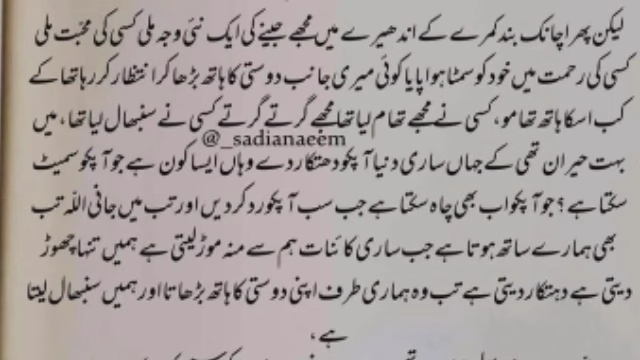 لیکن پھر اچانک بند کمرے کے اندھیرے میں مجھے جینے کی ایک نئی وجہ ملی کسی کی محبت ملی
کسی کی رحمت میں خود کو سمٹا ہوا پایا کوئی میری جانب دوستی کا ہاتھ بڑھا کر انتظار کر رہا تھا کے
کب اسکا ہاتھ تھامو، کسی نے مجھے تھام لیا تھا مجھے گرتے گرتے کسی نے سنبھال لیا تھا، میں
@_sadianaeem
بہت حیران تھی کے جہاں ساری دنیا آپکو دھتکار دے وہاں ایسا کون ہے جو آپکو سمیٹ
سکتا ہے؟ جو آپکو اب بھی چاہ سکتا ہے جب سب آپکو رد کر دیں اور تب میں جانی اللہ تب
بھی ہمارے ساتھ ہوتا ہے جب ساری کائنات ہم سے منہ موڑ لیتی ہے ہمیں تنہا چھوڑ
دیتی ہے دہتکار دیتی ہے تب وہ ہماری طرف اپنی دوستی کا ہاتھ بڑھاتا اور ہمیں سنبھال لیتا
ہے،